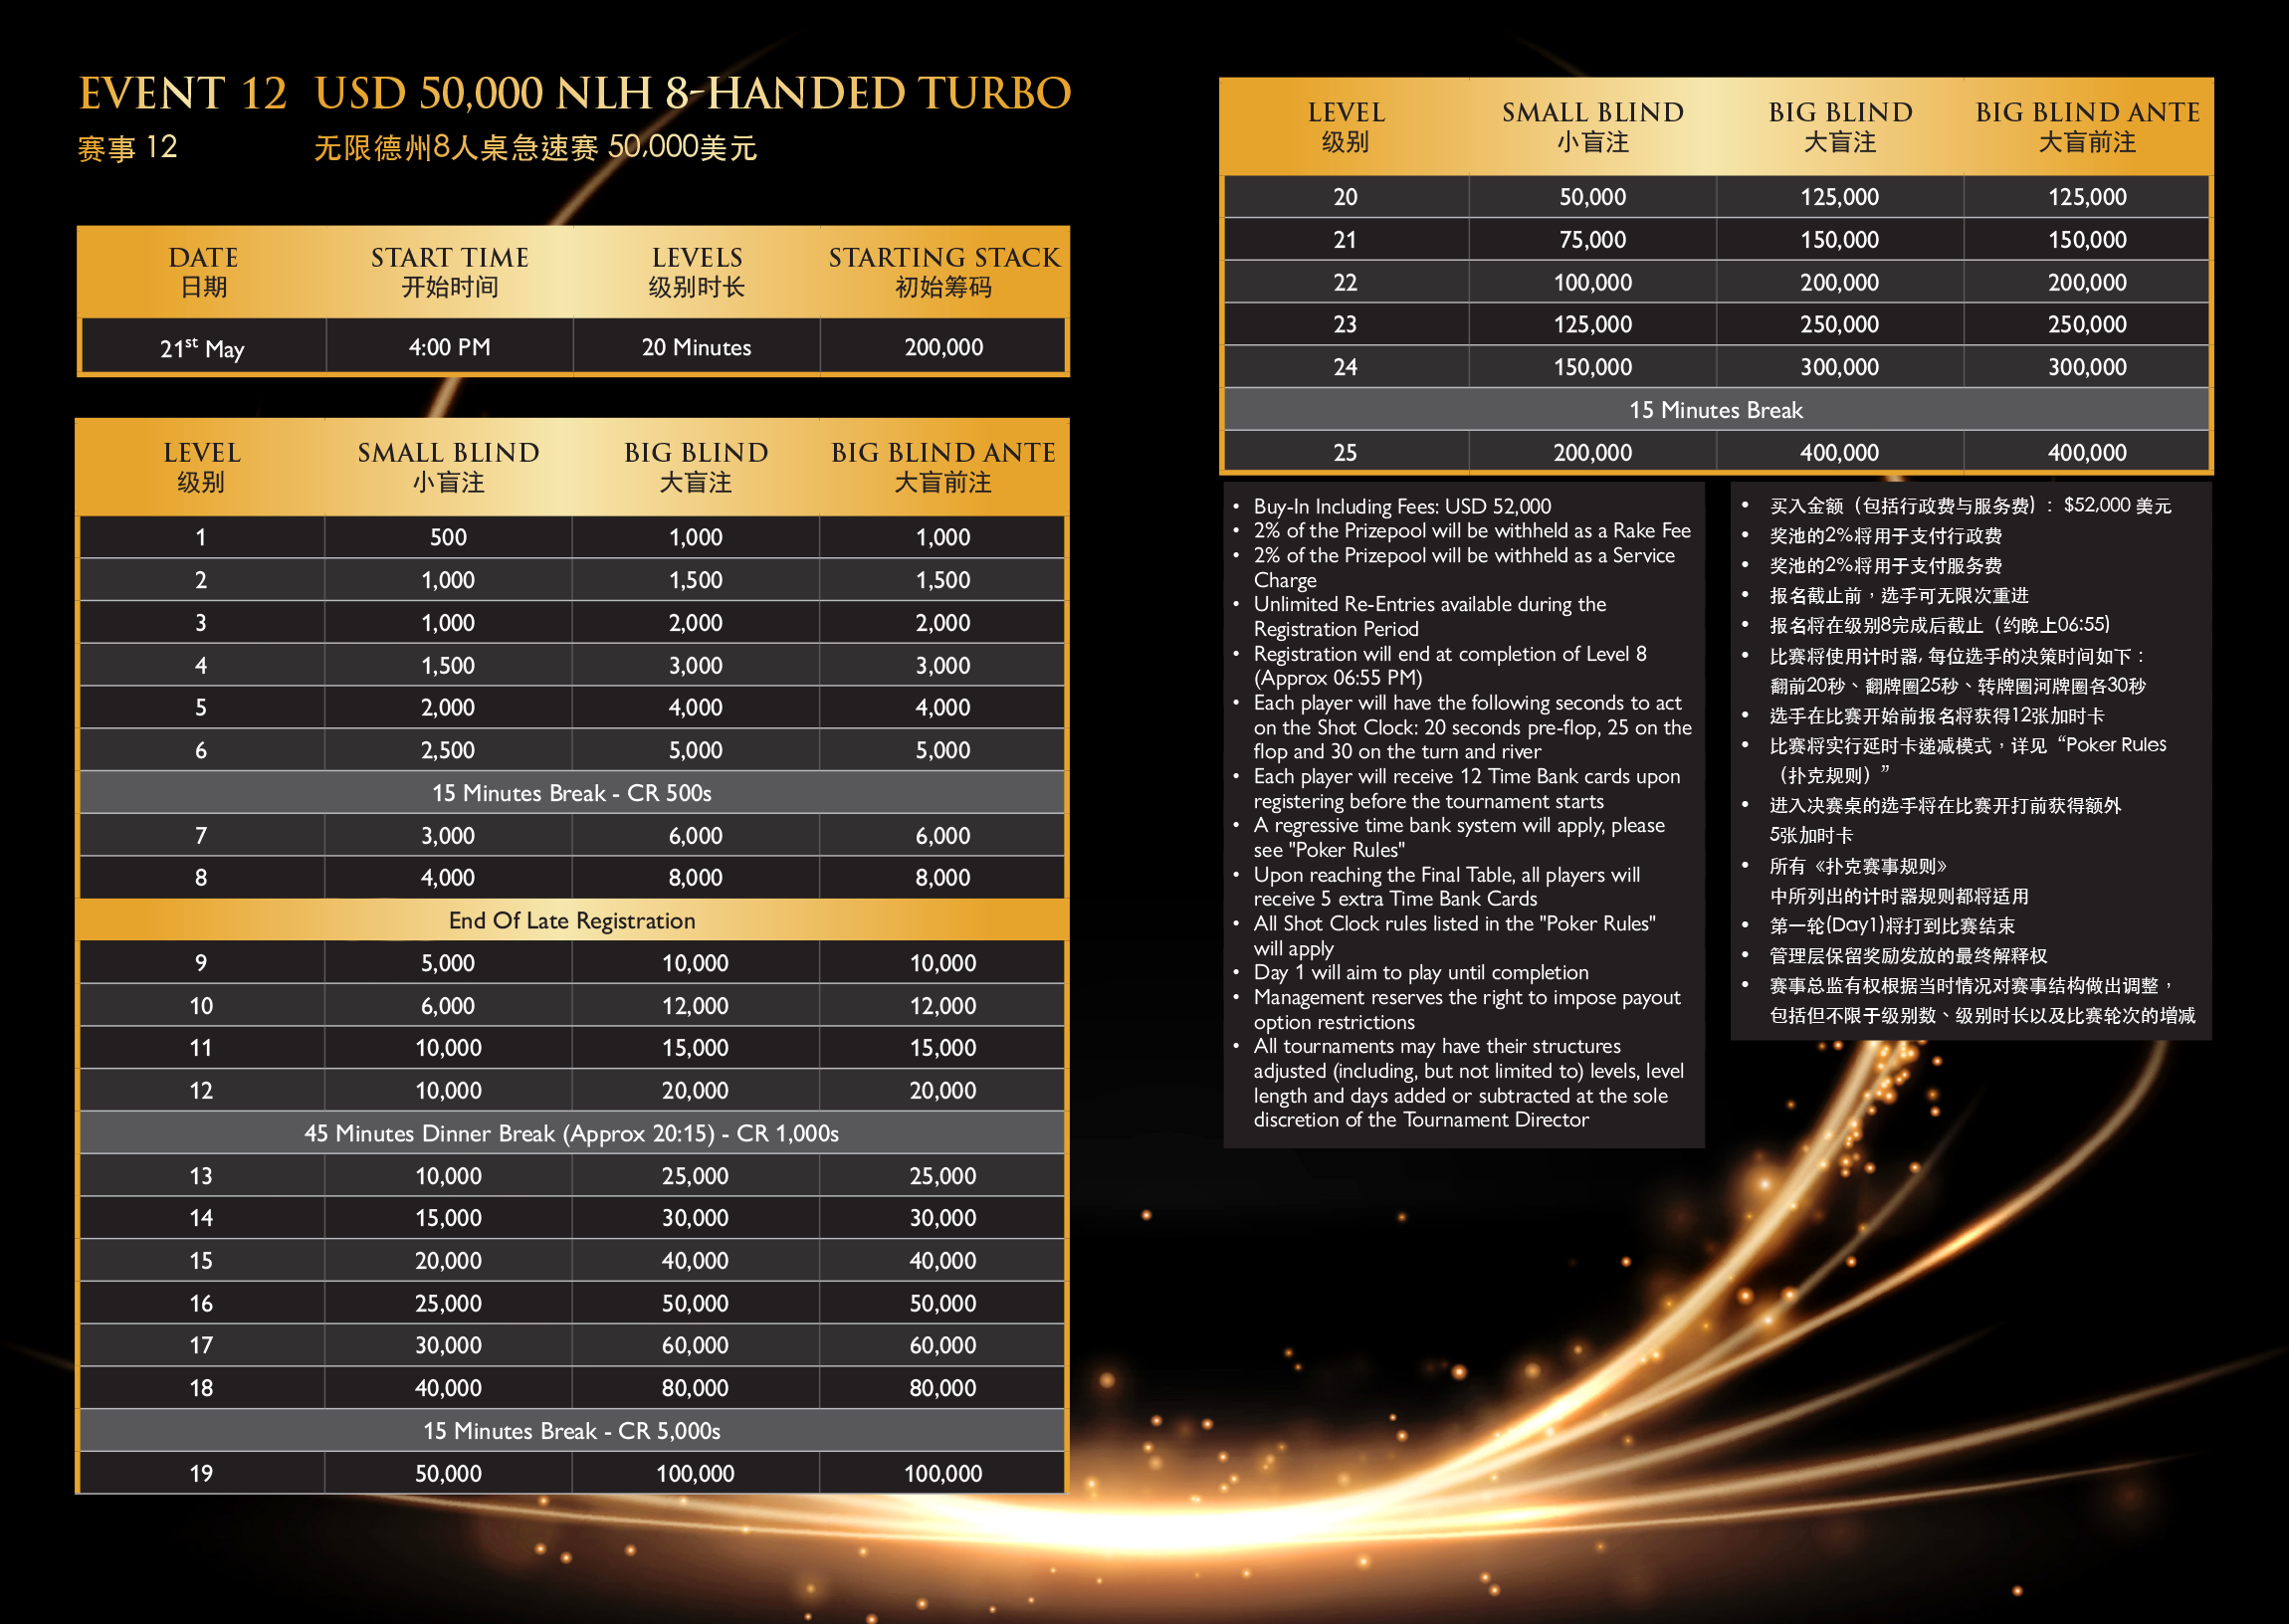 EVENT 12 USD 50,000 NLH 8-HANDED TURBO
赛事 12 无限德州8人桌急速赛 50,000美元
DATE START TIME LEVELS STARTING STACK
日期 开始时间 级别时长 初始筹码
21st May 4:00 PM 20 Minutes 200,000
LEVEL SMALL BLIND BIG BLIND BIG BLIND ANTE
级别 小盲注 大盲注 大盲前注
1 500 1,000 1,000
2 1,000 1,500 1,500
3 1,000 2,000 2,000
4 1,500 3,000 3,000
5 2,000 4,000 4,000
6 2,500 5,000 5,000
15 Minutes Break - CR 500s
7 3,000 6,000 6,000
8 4,000 8,000 8,000
End Of Late Registration
9 5,000 10,000 10,000
10 6,000 12,000 12,000
11 10,000 15,000 15,000
12 10,000 20,000 20,000
45 Minutes Dinner Break (Approx 20:15) - CR 1,000s
13 10,000 25,000 25,000
14 15,000 30,000 30,000
15 20,000 40,000 40,000
16 25,000 50,000 50,000
17 30,000 60,000 60,000
18 40,000 80,000 80,000
15 Minutes Break - CR 5,000s
19 50,000 100,000 100,000
LEVEL SMALL BLIND BIG BLIND BIG BLIND ANTE
级别 小盲注 大盲注 大盲前注
20 50,000 125,000 125,000
21 75,000 150,000 150,000
22 100,000 200,000 200,000
23 125,000 250,000 250,000
24 150,000 300,000 300,000
15 Minutes Break
25 200,000 400,000 400,000
• Buy-In Including Fees: USD 52,000
• 2% of the Prizepool will be withheld as a Rake Fee
• 2% of the Prizepool will be withheld as a Service
Charge
• Unlimited Re-Entries available during the
Registration Period
• Registration will end at completion of Level 8
(Approx 06:55 PM)
• Each player will have the following seconds to act
on the Shot Clock: 20 seconds pre-flop, 25 on the
flop and 30 on the turn and river
• Each player will receive 12 Time Bank cards upon
registering before the tournament starts
• A regressive time bank system will apply, please
see "Poker Rules"
• Upon reaching the Final Table, all players will
receive 5 extra Time Bank Cards
• All Shot Clock rules listed in the "Poker Rules"
will apply
• Day 1 will aim to play until completion
• Management reserves the right to impose payout
option restrictions
• All tournaments may have their structures
adjusted (including, but not limited to) levels, level
length and days added or subtracted at the sole
discretion of the Tournament Director
• 买入金额（包括行政费与服务费）：$52,000 美元
• 奖池的2%将用于支付行政费
• 奖池的2%将用于支付服务费
• 报名截止前，选手可无限次重进
• 报名将在级别8完成后截止（约晚上06:55)
• 比赛将使用计时器, 每位选手的决策时间如下：
翻前20秒、翻牌圈25秒、转牌圈河牌圈各30秒
• 选手在比赛开始前报名将获得12张加时卡
• 比赛将实行延时卡递减模式，详见“Poker Rules
（扑克规则）”
• 进入决赛桌的选手将在比赛开打前获得额外
5张加时卡
• 所有《扑克赛事规则》
中所列出的计时器规则都将适用
• 第一轮(Day1)将打到比赛结束
• 管理层保留奖励发放的最终解释权
• 赛事总监有权根据当时情况对赛事结构做出调整，
包括但不限于级别数、级别时长以及比赛轮次的增减